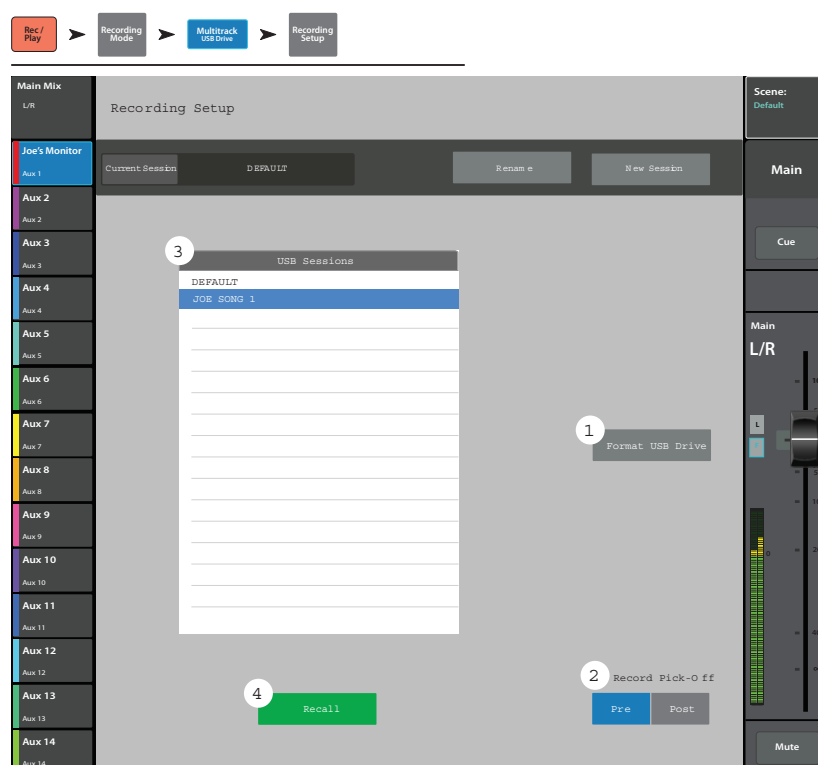 Rec /
Play
Recording
Mode
Multitrack
USB Drive
Recording
Setup
Main Mix
L/R
Recording Setup
Scene:
Default
Joe's Monitor
Aux 1
Current Session
DEFAULT
Rename
New Session
Main
Aux 2
Aux 2
Aux 3
Aux 3
Cue
3
USB Sessions
DEFAULT
JOE SONG 1
Aux 4
Aux 4
Aux 5
Aux 5
Main
L/R
Aux 6
Aux 6
Aux 7
Aux 7
1
Format USB Drive
L
Aux 8
Aux 8
Aux 9
Aux 9
Aux 10
Aux 10
0
Aux 11
Aux 11
Aux 12
Aux 12
2
Record Pick-Off
Pre
Post
4
Recall
Aux 13
Aux 13
Aux 14
Aux 14
Mute